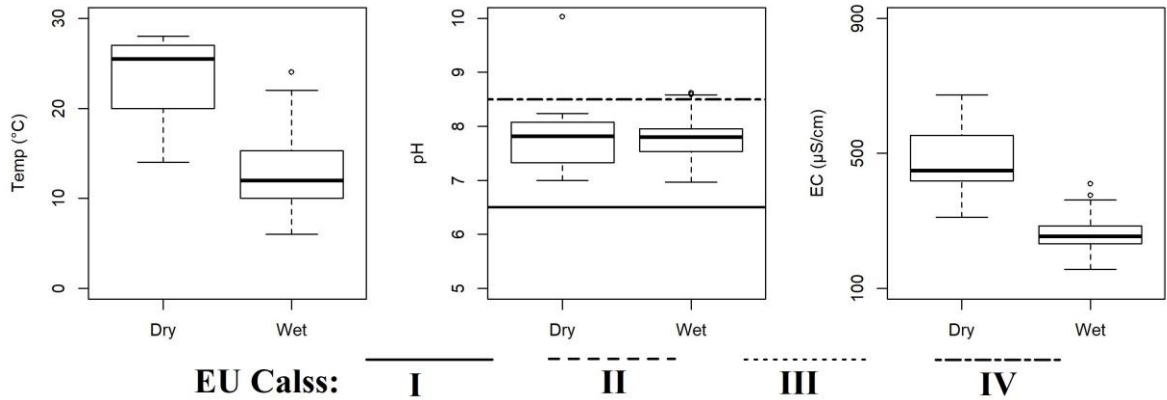 Temp (°C)
30
20
10
0
Dry
Wet
pH
10
9
8
7
6
5
Dry
Wet
EC (µS/cm)
900
500
100
Dry
Wet
EU Calss:
I
II
III
IV